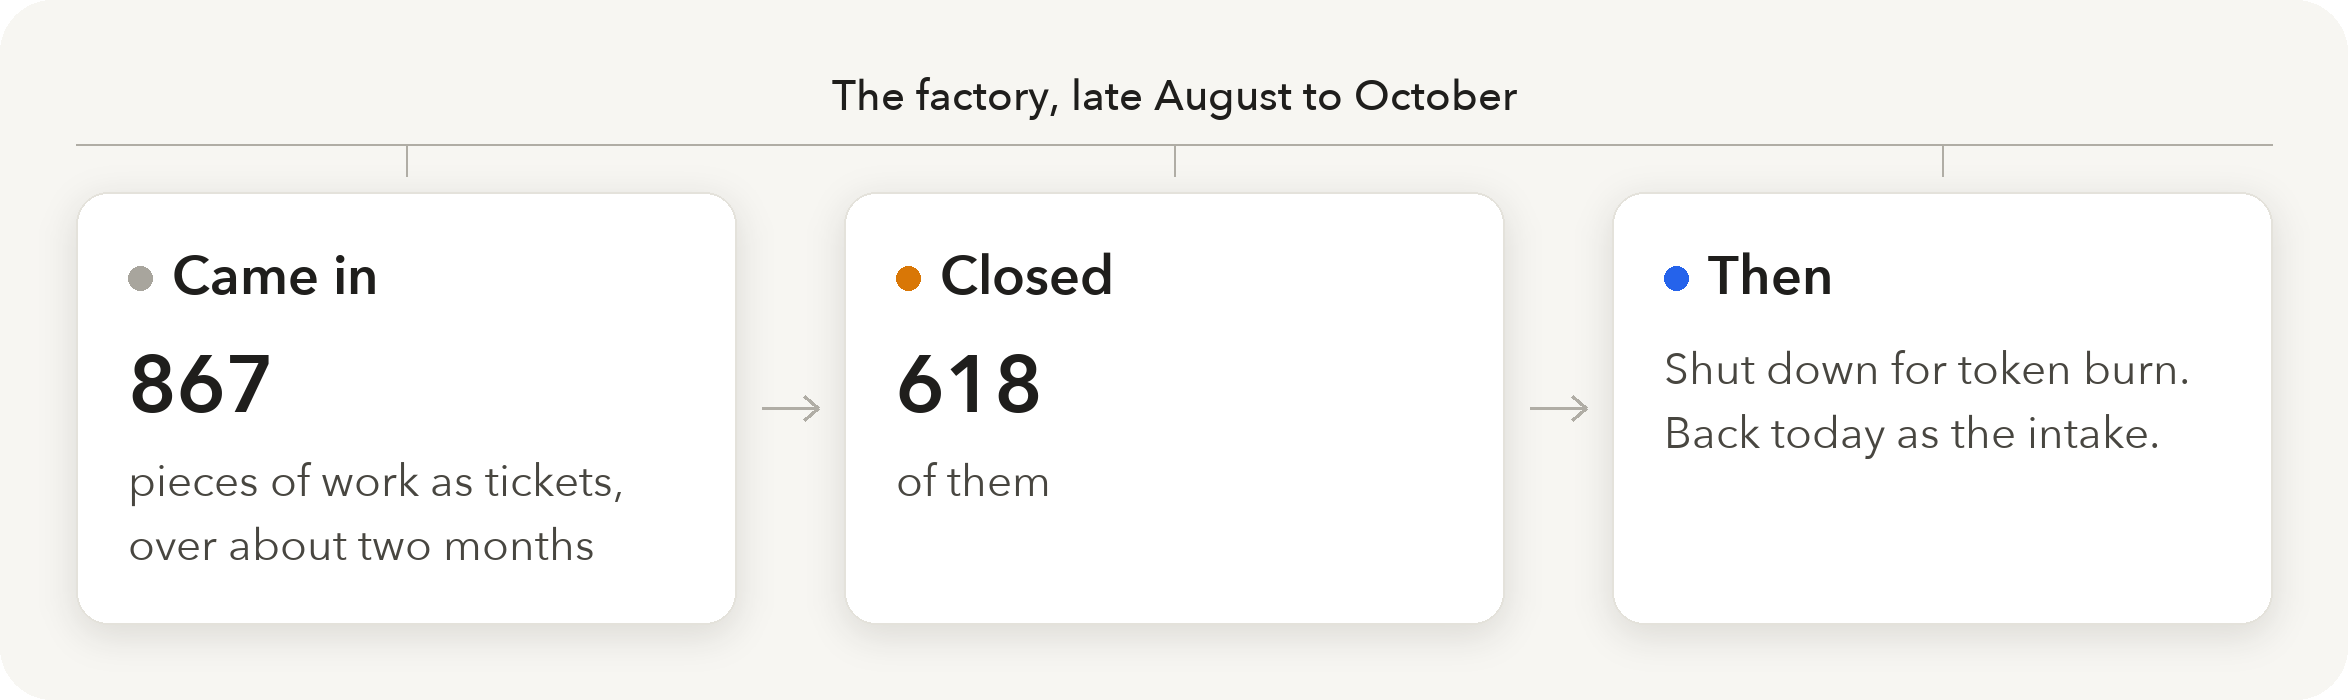 The factory, late August to October
Came in
867
pieces of work as tickets,
over about two months
Closed
618
of them
Then
Shut down for token burn.
Back today as the intake.